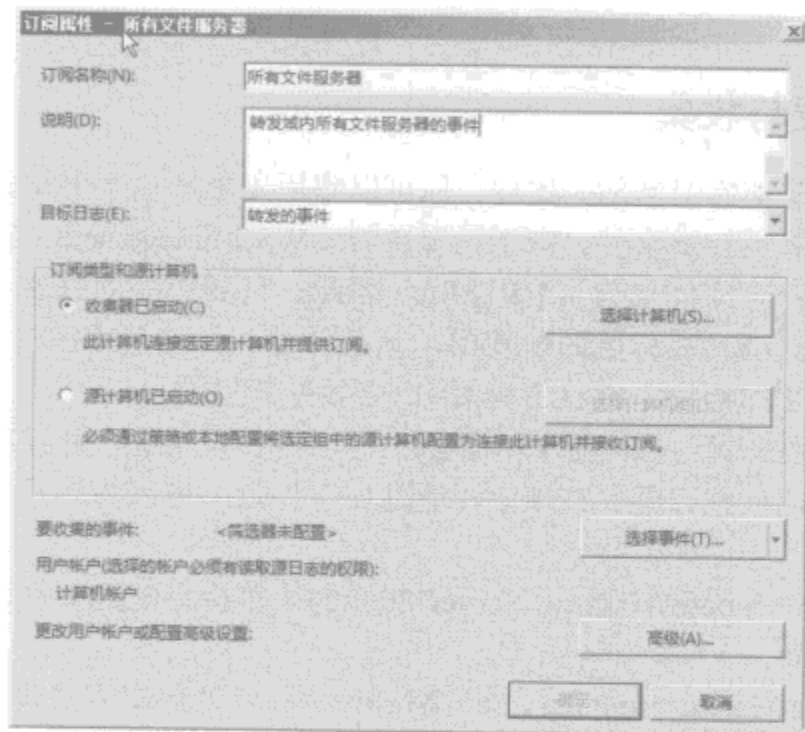 订阅属性 - 所有文件服务器
订阅名称(N): 所有文件服务器
说明(D): 转发域内所有文件服务器的事件
目标日志(E): 转发的事件
订阅类型和源计算机
收集器已启动(C) 选择计算机(S)...
此计算机连接选定源计算机并提供订阅。
源计算机已启动(O)
必须通过策略或本地配置将选定组中的源计算机配置为连接此计算机并接收订阅。
要收集的事件: <筛选器未配置> 选择事件(T)...
用户帐户(选择的帐户必须有读取源日志的权限):
计算机帐户
更改用户帐户或配置高级设置: 高级(A)...
确定 取消